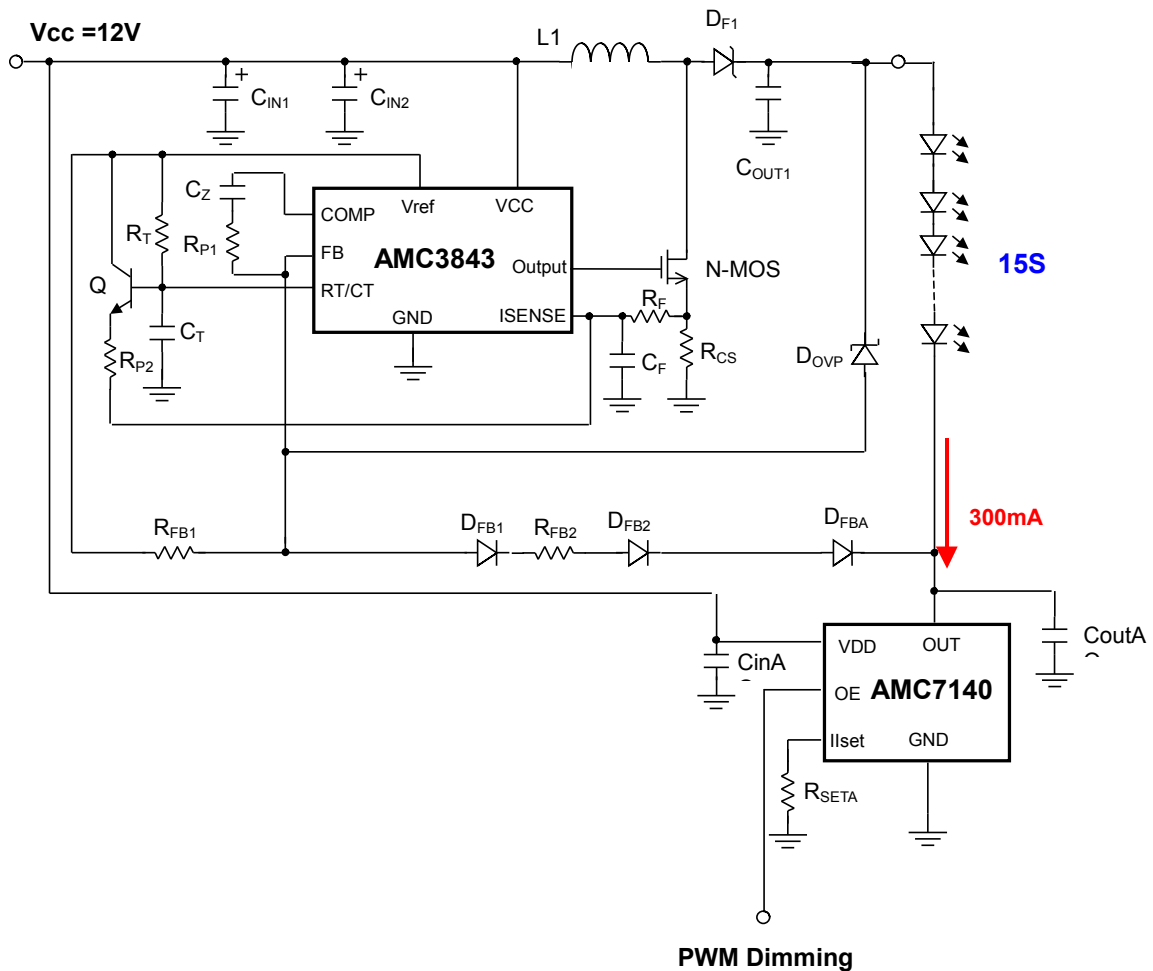 Vcc =12V
L1
DF1
CIN1
+
CIN2
+
COUT1
CZ
RT
RP1
COMP
Vref
VCC
FB
AMC3843
Output
N-MOS
15S
Q
RT/CT
RF
CT
GND
ISENSE
RP2
CF
RCS
DOVP
RFB1
DFB1
RFB2
DFB2
DFBA
300mA
VDD
OUT
CoutA
CinA
OE
AMC7140
IIset
GND
RSETA
PWM Dimming